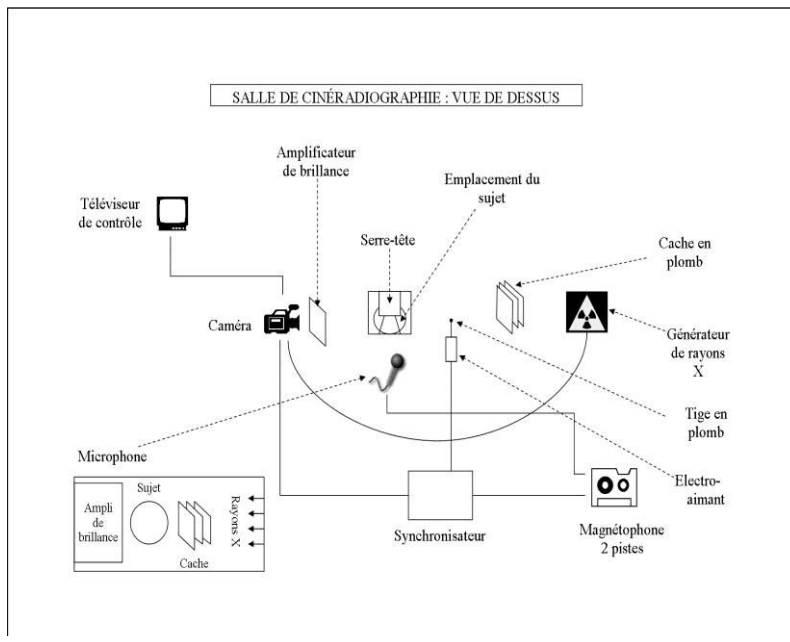 SALLE DE CINÉRADIOGRAPHIE : VUE DE DESSUS
Amplificateur
de brillance
Emplacement du
sujet
Téléviseur
de contrôle
Serre-tête
Cache en
plomb
Caméra
Générateur
de rayons
X
Tige en
plomb
Microphone
Electro-
aimant
Synchronisateur
Magnétophone
2 pistes
Ampli
de
brillance
Sujet
Cache
Rayons X